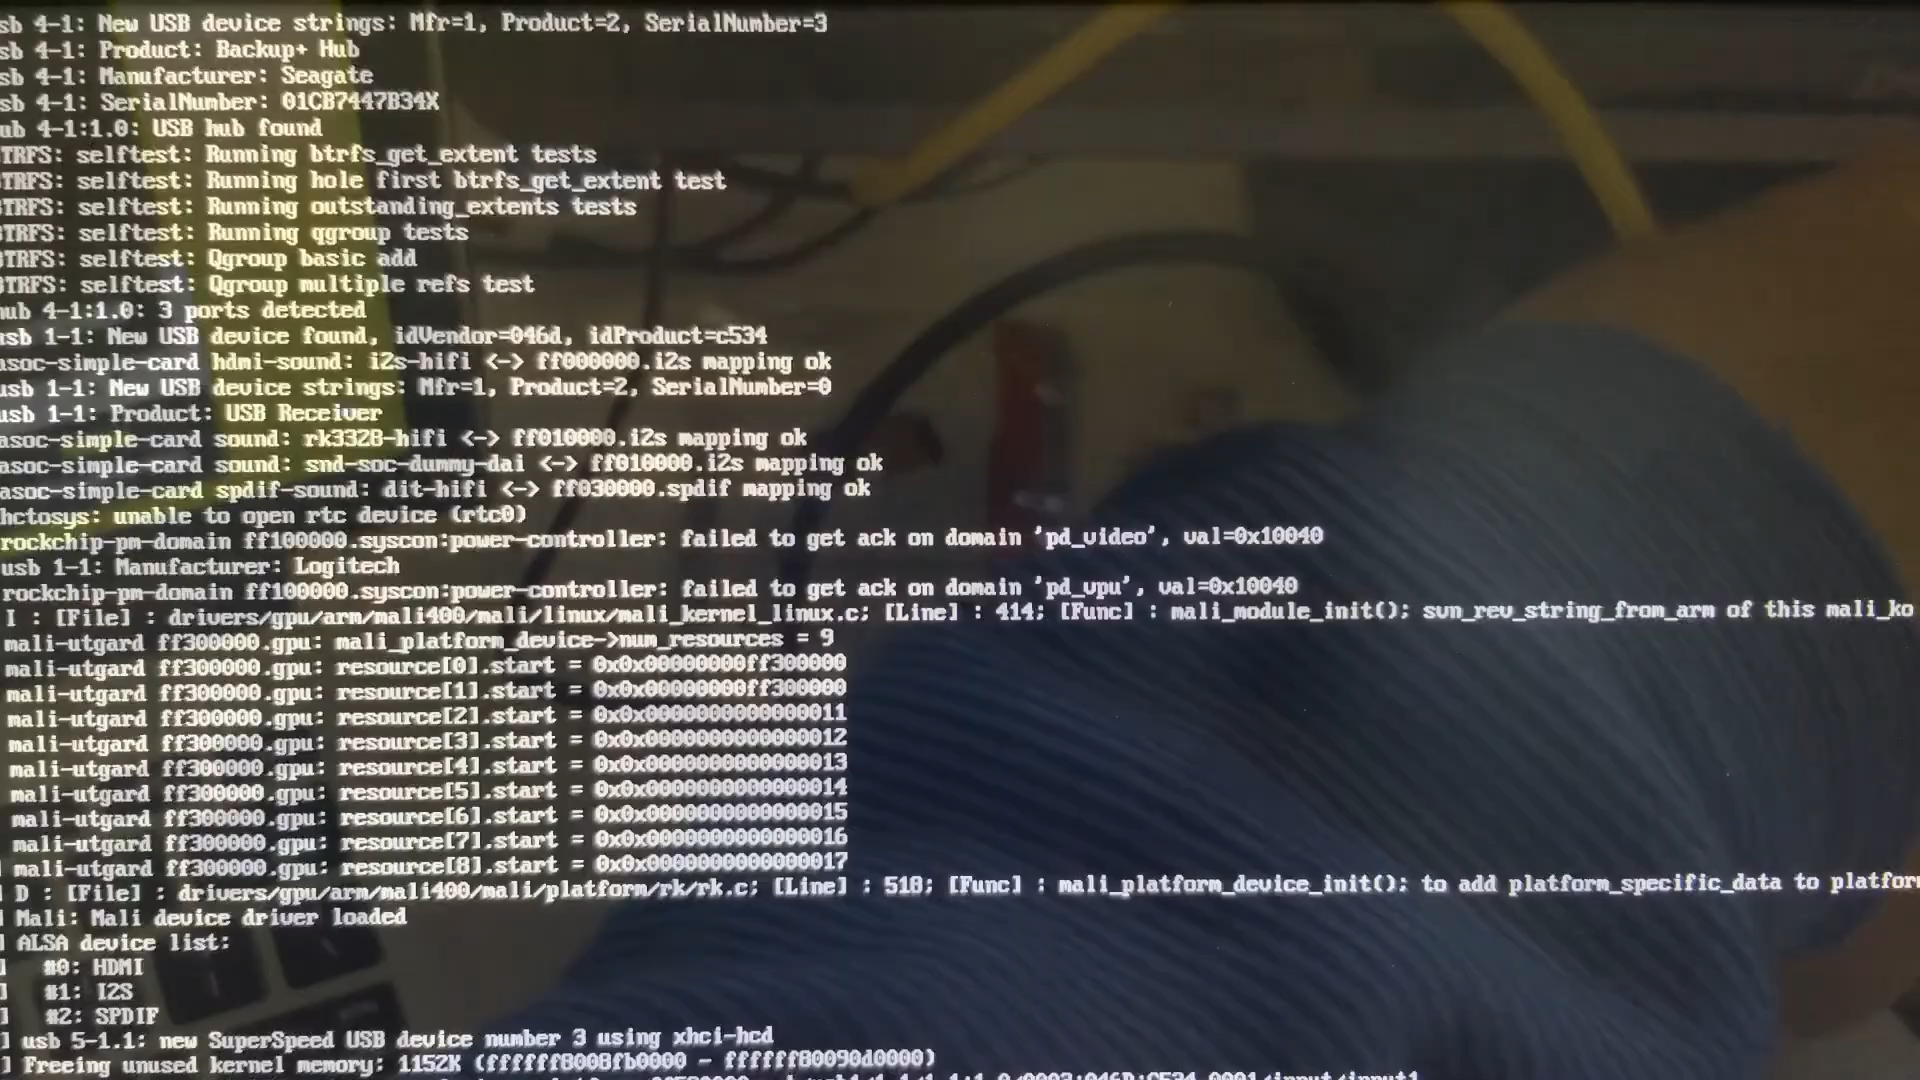 sb 4-1: New USB device strings: Mfr=1, Product=2, SerialNumber=3
sb 4-1: Product: Backup+ Hub
sb 4-1: Manufacturer: Seagate
sb 4-1: SerialNumber: 01CB7447B34X
ub 4-1:1.0: USB hub found
TRFS: selftest: Running btrfs_get_extent tests
TRFS: selftest: Running hole first btrfs_get_extent test
TRFS: selftest: Running outstanding_extents tests
TRFS: selftest: Running qgroup tests
TRFS: selftest: Qgroup basic add
TRFS: selftest: Qgroup multiple refs test
ub 4-1:1.0: 3 ports detected
usb 1-1: New USB device found, idVendor=046d, idProduct=c534
asoc-simple-card hdmi-sound: i2s-hifi <-> ff000000.i2s mapping ok
usb 1-1: New USB device strings: Mfr=1, Product=2, SerialNumber=0
usb 1-1: Product: USB Receiver
asoc-simple-card sound: rk3328-hifi <-> ff010000.i2s mapping ok
asoc-simple-card sound: snd-soc-dummy-dai <-> ff010000.i2s mapping ok
asoc-simple-card spdif-sound: dit-hifi <-> ff030000.spdif mapping ok
hctosys: unable to open rtc device (rtc0)
rockchip-pm-domain ff100000.syscon:power-controller: failed to get ack on domain 'pd_video', val=0x10040
usb 1-1: Manufacturer: Logitech
rockchip-pm-domain ff100000.syscon:power-controller: failed to get ack on domain 'pd_vpu', val=0x10040
I : [File] : drivers/gpu/arm/mali400/mali/linux/mali_kernel_linux.c; [Line] : 414; [Func] : mali_module_init(); svn_rev_string_from_arm of this mali_ko
mali-utgard ff300000.gpu: mali_platform_device->num_resources = 9
mali-utgard ff300000.gpu: resource[0].start = 0x0x00000000ff300000
mali-utgard ff300000.gpu: resource[1].start = 0x0x00000000ff300000
mali-utgard ff300000.gpu: resource[2].start = 0x0x0000000000000011
mali-utgard ff300000.gpu: resource[3].start = 0x0x0000000000000012
mali-utgard ff300000.gpu: resource[4].start = 0x0x0000000000000013
mali-utgard ff300000.gpu: resource[5].start = 0x0x0000000000000014
mali-utgard ff300000.gpu: resource[6].start = 0x0x0000000000000015
mali-utgard ff300000.gpu: resource[7].start = 0x0x0000000000000016
mali-utgard ff300000.gpu: resource[8].start = 0x0x0000000000000017
] D : [File] : drivers/gpu/arm/mali400/mali/platform/rk/rk.c; [Line] : 518; [Func] : mali_platform_device_init(); to add platform_specific_data to platfor
] Mali: Mali device driver loaded
] ALSA device list:
]   #0: HDMI
]   #1: I2S
]   #2: SPDIF
] usb 5-1.1: new SuperSpeed USB device number 3 using xhci-hcd
] Freeing unused kernel memory: 1152K (ffffff8008fb0000 - ffffff80090d0000)